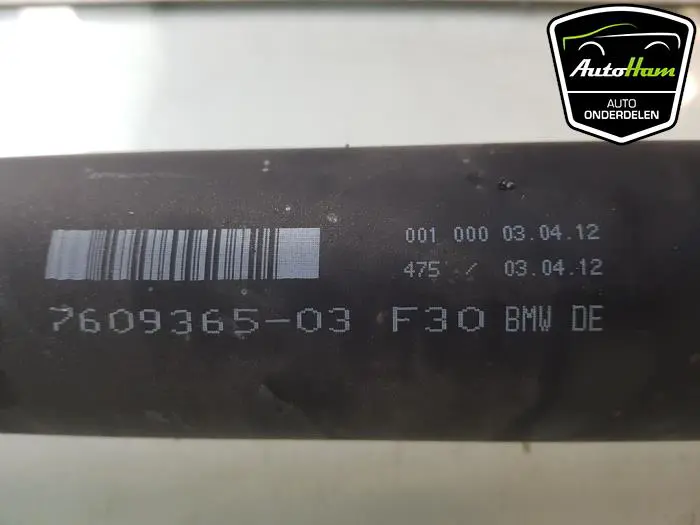 AutoHam
AUTO
ONDERDELEN
001 000 03.04.12
475 / 03.04.12
7609365-03 F30 BMW DE